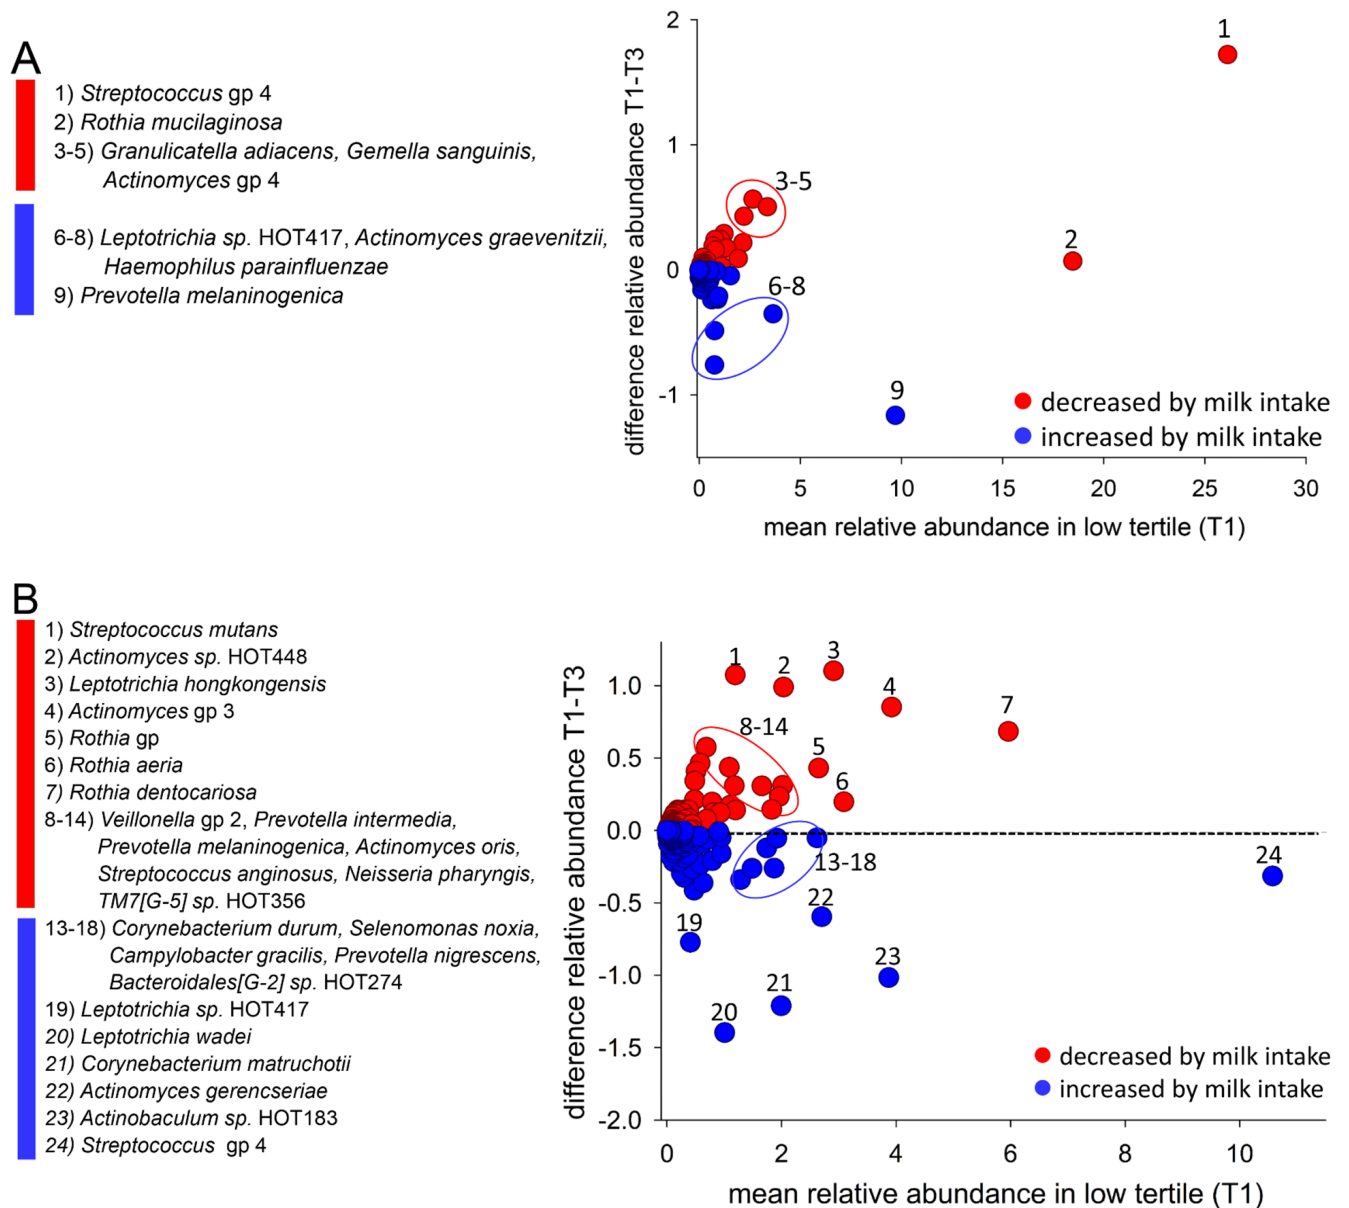 A
1) Streptococcus gp 4
2) Rothia mucilaginosa
3-5) Granulicatella adiacens, Gemella sanguinis,
Actinomyces gp 4
6-8) Leptotrichia sp. HOT417, Actinomyces graevenitzii,
Haemophilus parainfluenzae
9) Prevotella melaninogenica
difference relative abundance T1-T3
2
1
0
-1
1
2
3-5
6-8
9
decreased by milk intake
increased by milk intake
0 5 10 15 20 25 30
mean relative abundance in low tertile (T1)
B
1) Streptococcus mutans
2) Actinomyces sp. HOT448
3) Leptotrichia hongkongensis
4) Actinomyces gp 3
5) Rothia gp
6) Rothia aeria
7) Rothia dentocariosa
8-14) Veillonella gp 2, Prevotella intermedia,
Prevotella melaninogenica, Actinomyces oris,
Streptococcus anginosus, Neisseria pharyngis,
TM7[G-5] sp. HOT356
13-18) Corynebacterium durum, Selenomonas noxia,
Campylobacter gracilis, Prevotella nigrescens,
Bacteroidales[G-2] sp. HOT274
19) Leptotrichia sp. HOT417
20) Leptotrichia wadei
21) Corynebacterium matruchotii
22) Actinomyces gerencseriae
23) Actinobaculum sp. HOT183
24) Streptococcus gp 4
difference relative abundance T1-T3
1.0
0.5
0.0
-0.5
-1.0
-1.5
-2.0
1
2
3
4
7
8-14
5
6
13-18
24
19
22
23
21
20
decreased by milk intake
increased by milk intake
0 2 4 6 8 10
mean relative abundance in low tertile (T1)